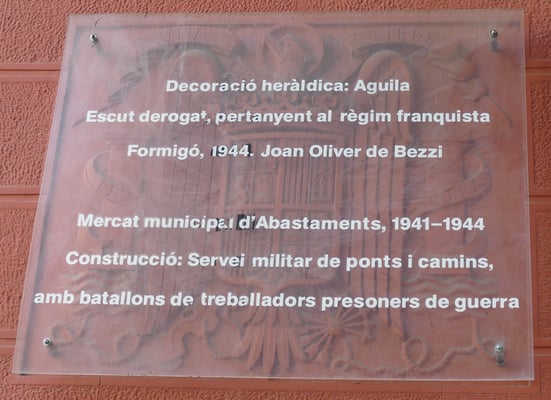 Decoració heràldica: Aguila
Escut derogat, pertanyent al règim franquista
Formigó, 1944. Joan Oliver de Bezzi
Mercat municipal d'Abastaments, 1941–1944
Construcció: Servei militar de ponts i camins,
amb batallons de treballadors presoners de guerra